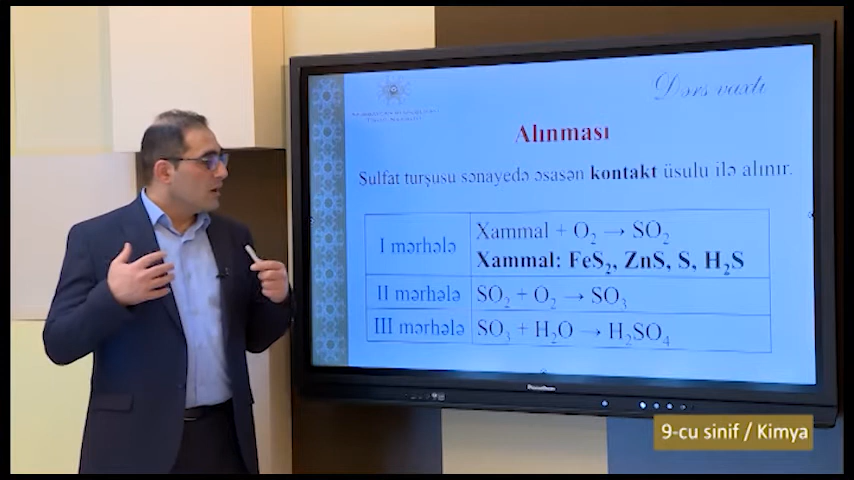 Dərs vaxtı
Alınması
Sulfat turşusu sənayedə əsasən kontakt üsulu ilə alınır.
I mərhələ
Xammal + O₂ → SO₂
Xammal: FeS₂, ZnS, S, H₂S
II mərhələ
SO₂ + O₂ → SO₃
III mərhələ
SO₃ + H₂O → H₂SO₄
Promethean
9-cu sinif / Kimya